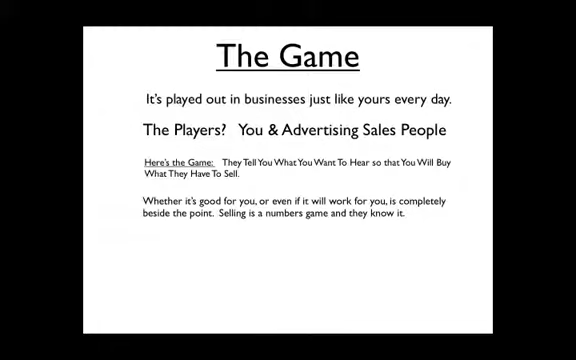 The Game
It's played out in businesses just like yours every day.
The Players? You & Advertising Sales People
Here's the Game: They Tell You What You Want To Hear so that You Will Buy
What They Have To Sell.
Whether it's good for you, or even if it will work for you, is completely
beside the point. Selling is a numbers game and they know it.